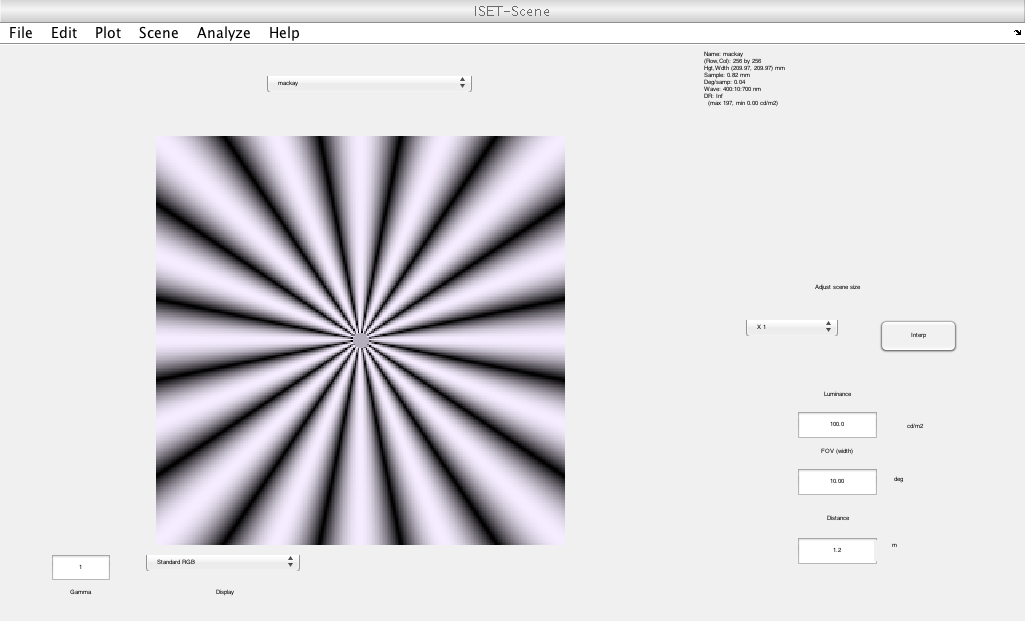 ISET-Scene
File Edit Plot Scene Analyze Help
Name: mackay
(Row,Col): 256 by 256
Hgt,Wdth (209.97, 209.97) mm
Sample: 0.82 mm
Deg/samp: 0.04
Wave: 400:10:700 nm
DR: Inf
(max 197, min 0.00 cd/m2)
mackay
Adjust scene size
X 1
Interp
Luminance
100.0 cd/m2
FOV (width)
10.00 deg
Distance
1.2 m
1 Standard RGB
Gamma Display